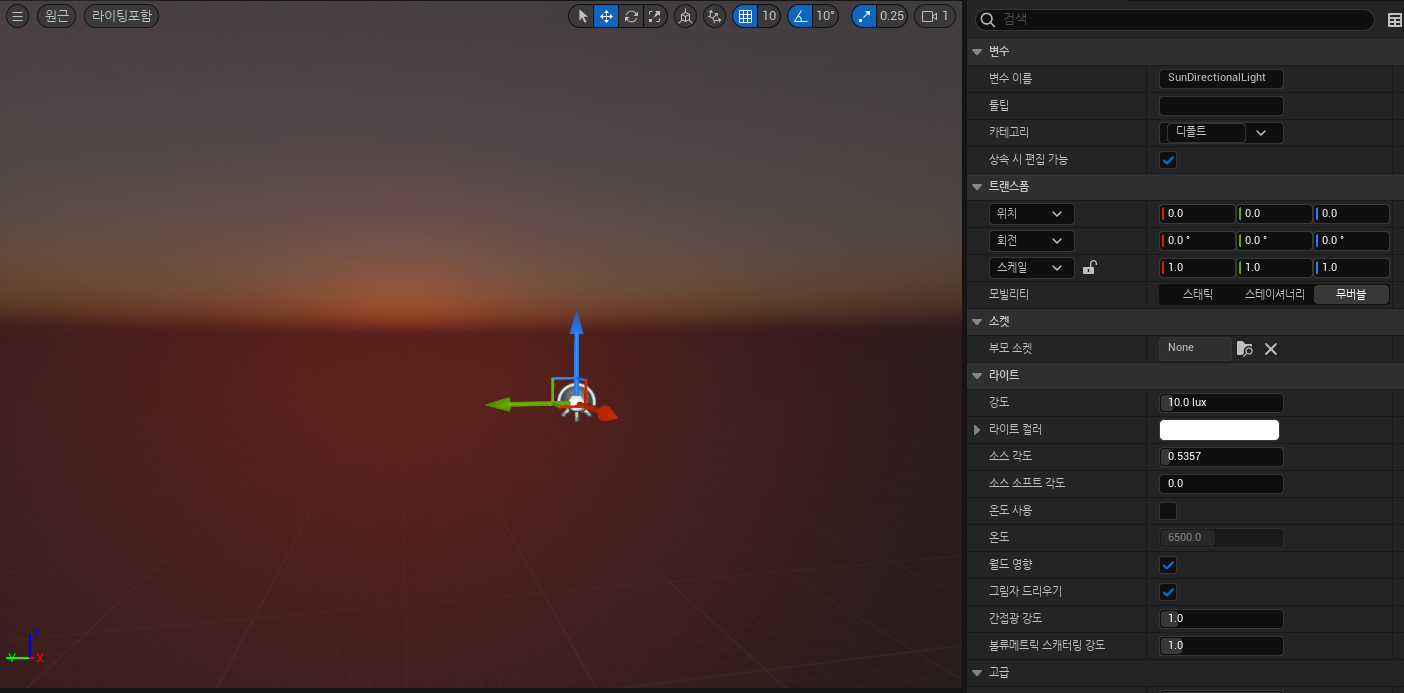 원근 라이팅포함 10 10° 0.25 1
검색
변수
변수 이름 SunDirectionalLight
툴팁
카테고리 디폴트
상속 시 편집 가능
트랜스폼
위치 0.0 0.0 0.0
회전 0.0 ° 0.0 ° 0.0 °
스케일 1.0 1.0 1.0
모빌리티 스태틱 스테이셔너리 무버블
소켓
부모 소켓 None
라이트
강도 10.0 lux
라이트 컬러
소스 각도 0.5357
소스 소프트 각도 0.0
온도 사용
온도 6500.0
월드 영향
그림자 드리우기
간접광 강도 1.0
볼류메트릭 스캐터링 강도 1.0
고급
Z
Y X